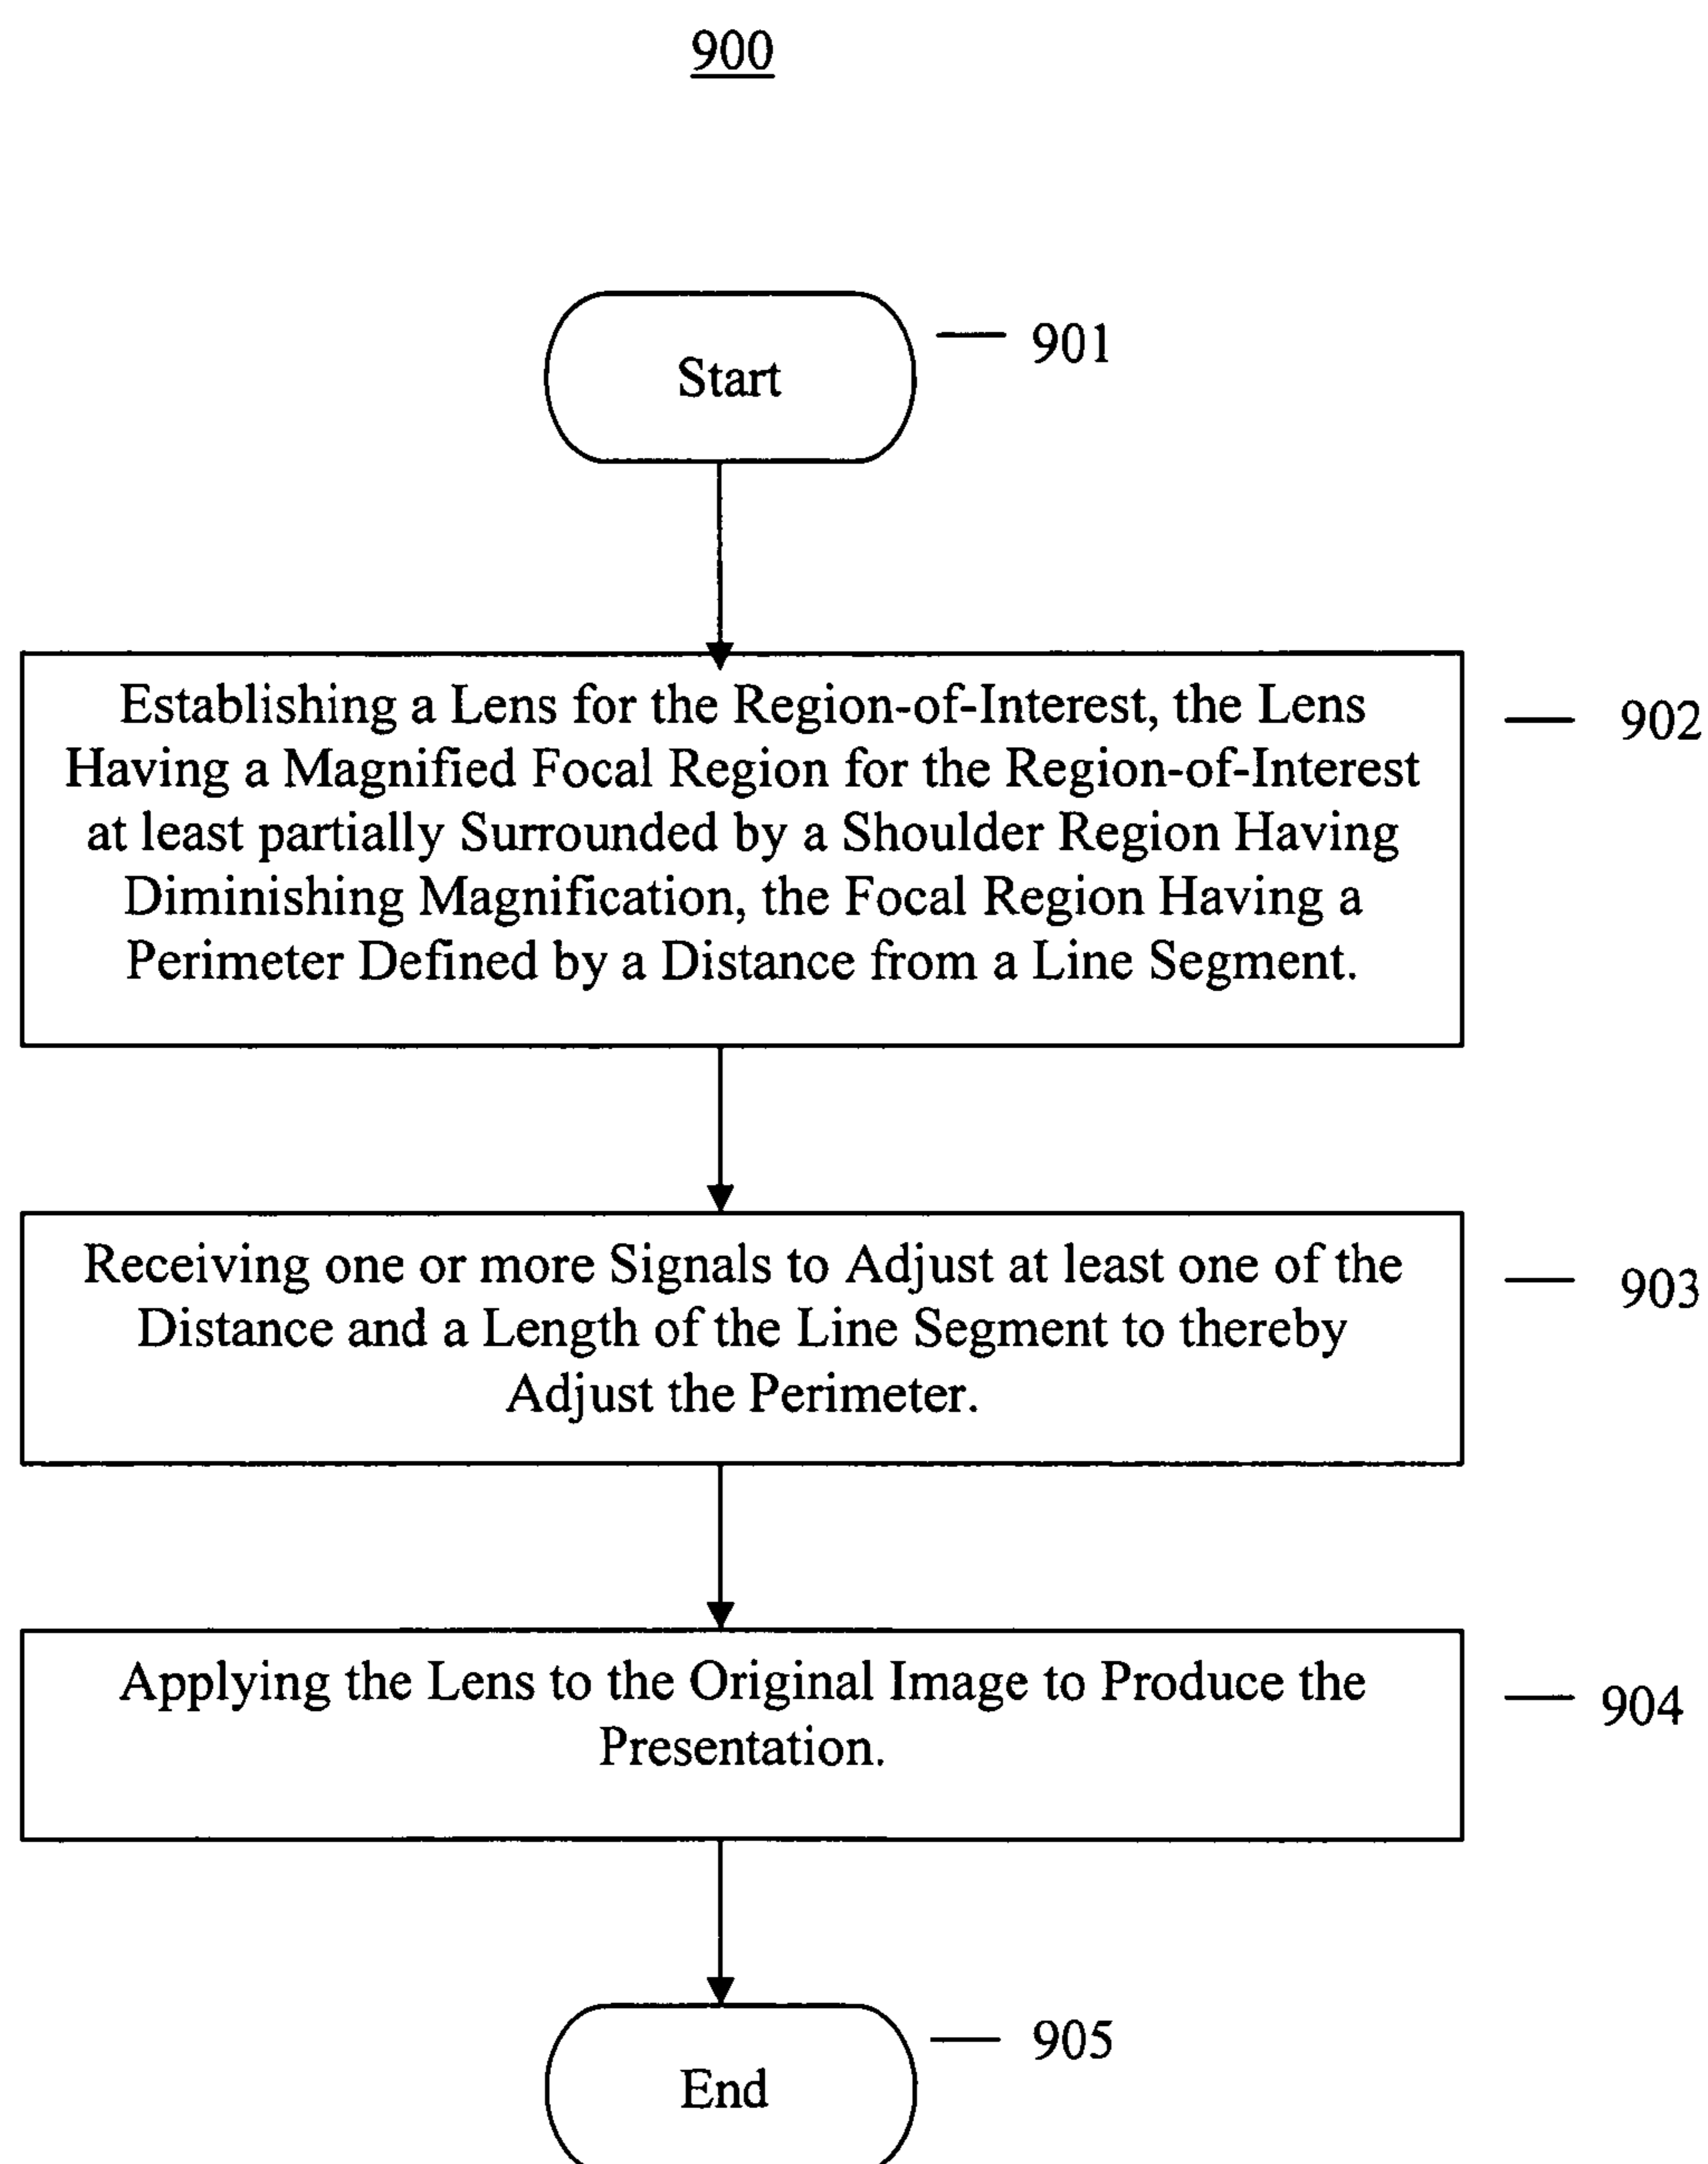 900
Start
901
Establishing a Lens for the Region-of-Interest, the Lens
Having a Magnified Focal Region for the Region-of-Interest
at least partially Surrounded by a Shoulder Region Having
Diminishing Magnification, the Focal Region Having a
Perimeter Defined by a Distance from a Line Segment.
902
Receiving one or more Signals to Adjust at least one of the
Distance and a Length of the Line Segment to thereby
Adjust the Perimeter.
903
Applying the Lens to the Original Image to Produce the
Presentation.
904
End
905